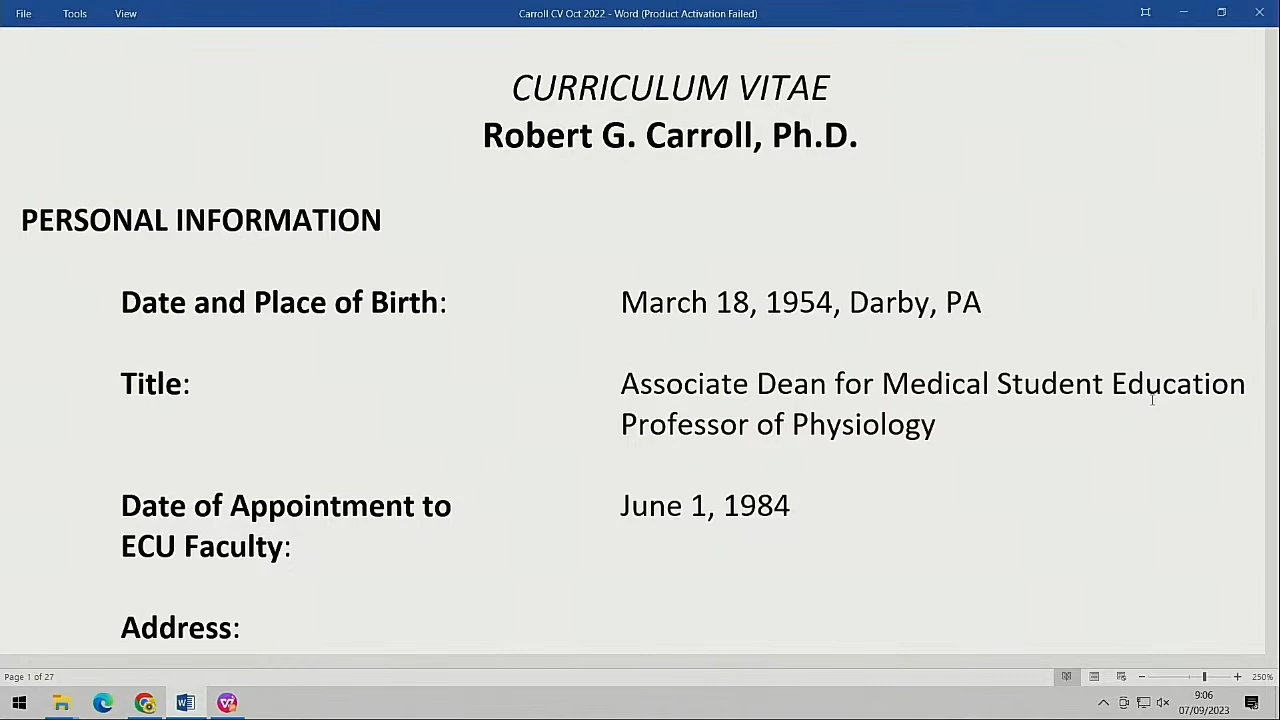 File Tools View Carroll CV Oct 2022 - Word (Product Activation Failed)
CURRICULUM VITAE
Robert G. Carroll, Ph.D.
PERSONAL INFORMATION
Date and Place of Birth: March 18, 1954, Darby, PA
Title: Associate Dean for Medical Student Education
Professor of Physiology
Date of Appointment to June 1, 1984
ECU Faculty:
Address:
Page 1 of 27 250%
9:06
07/09/2023